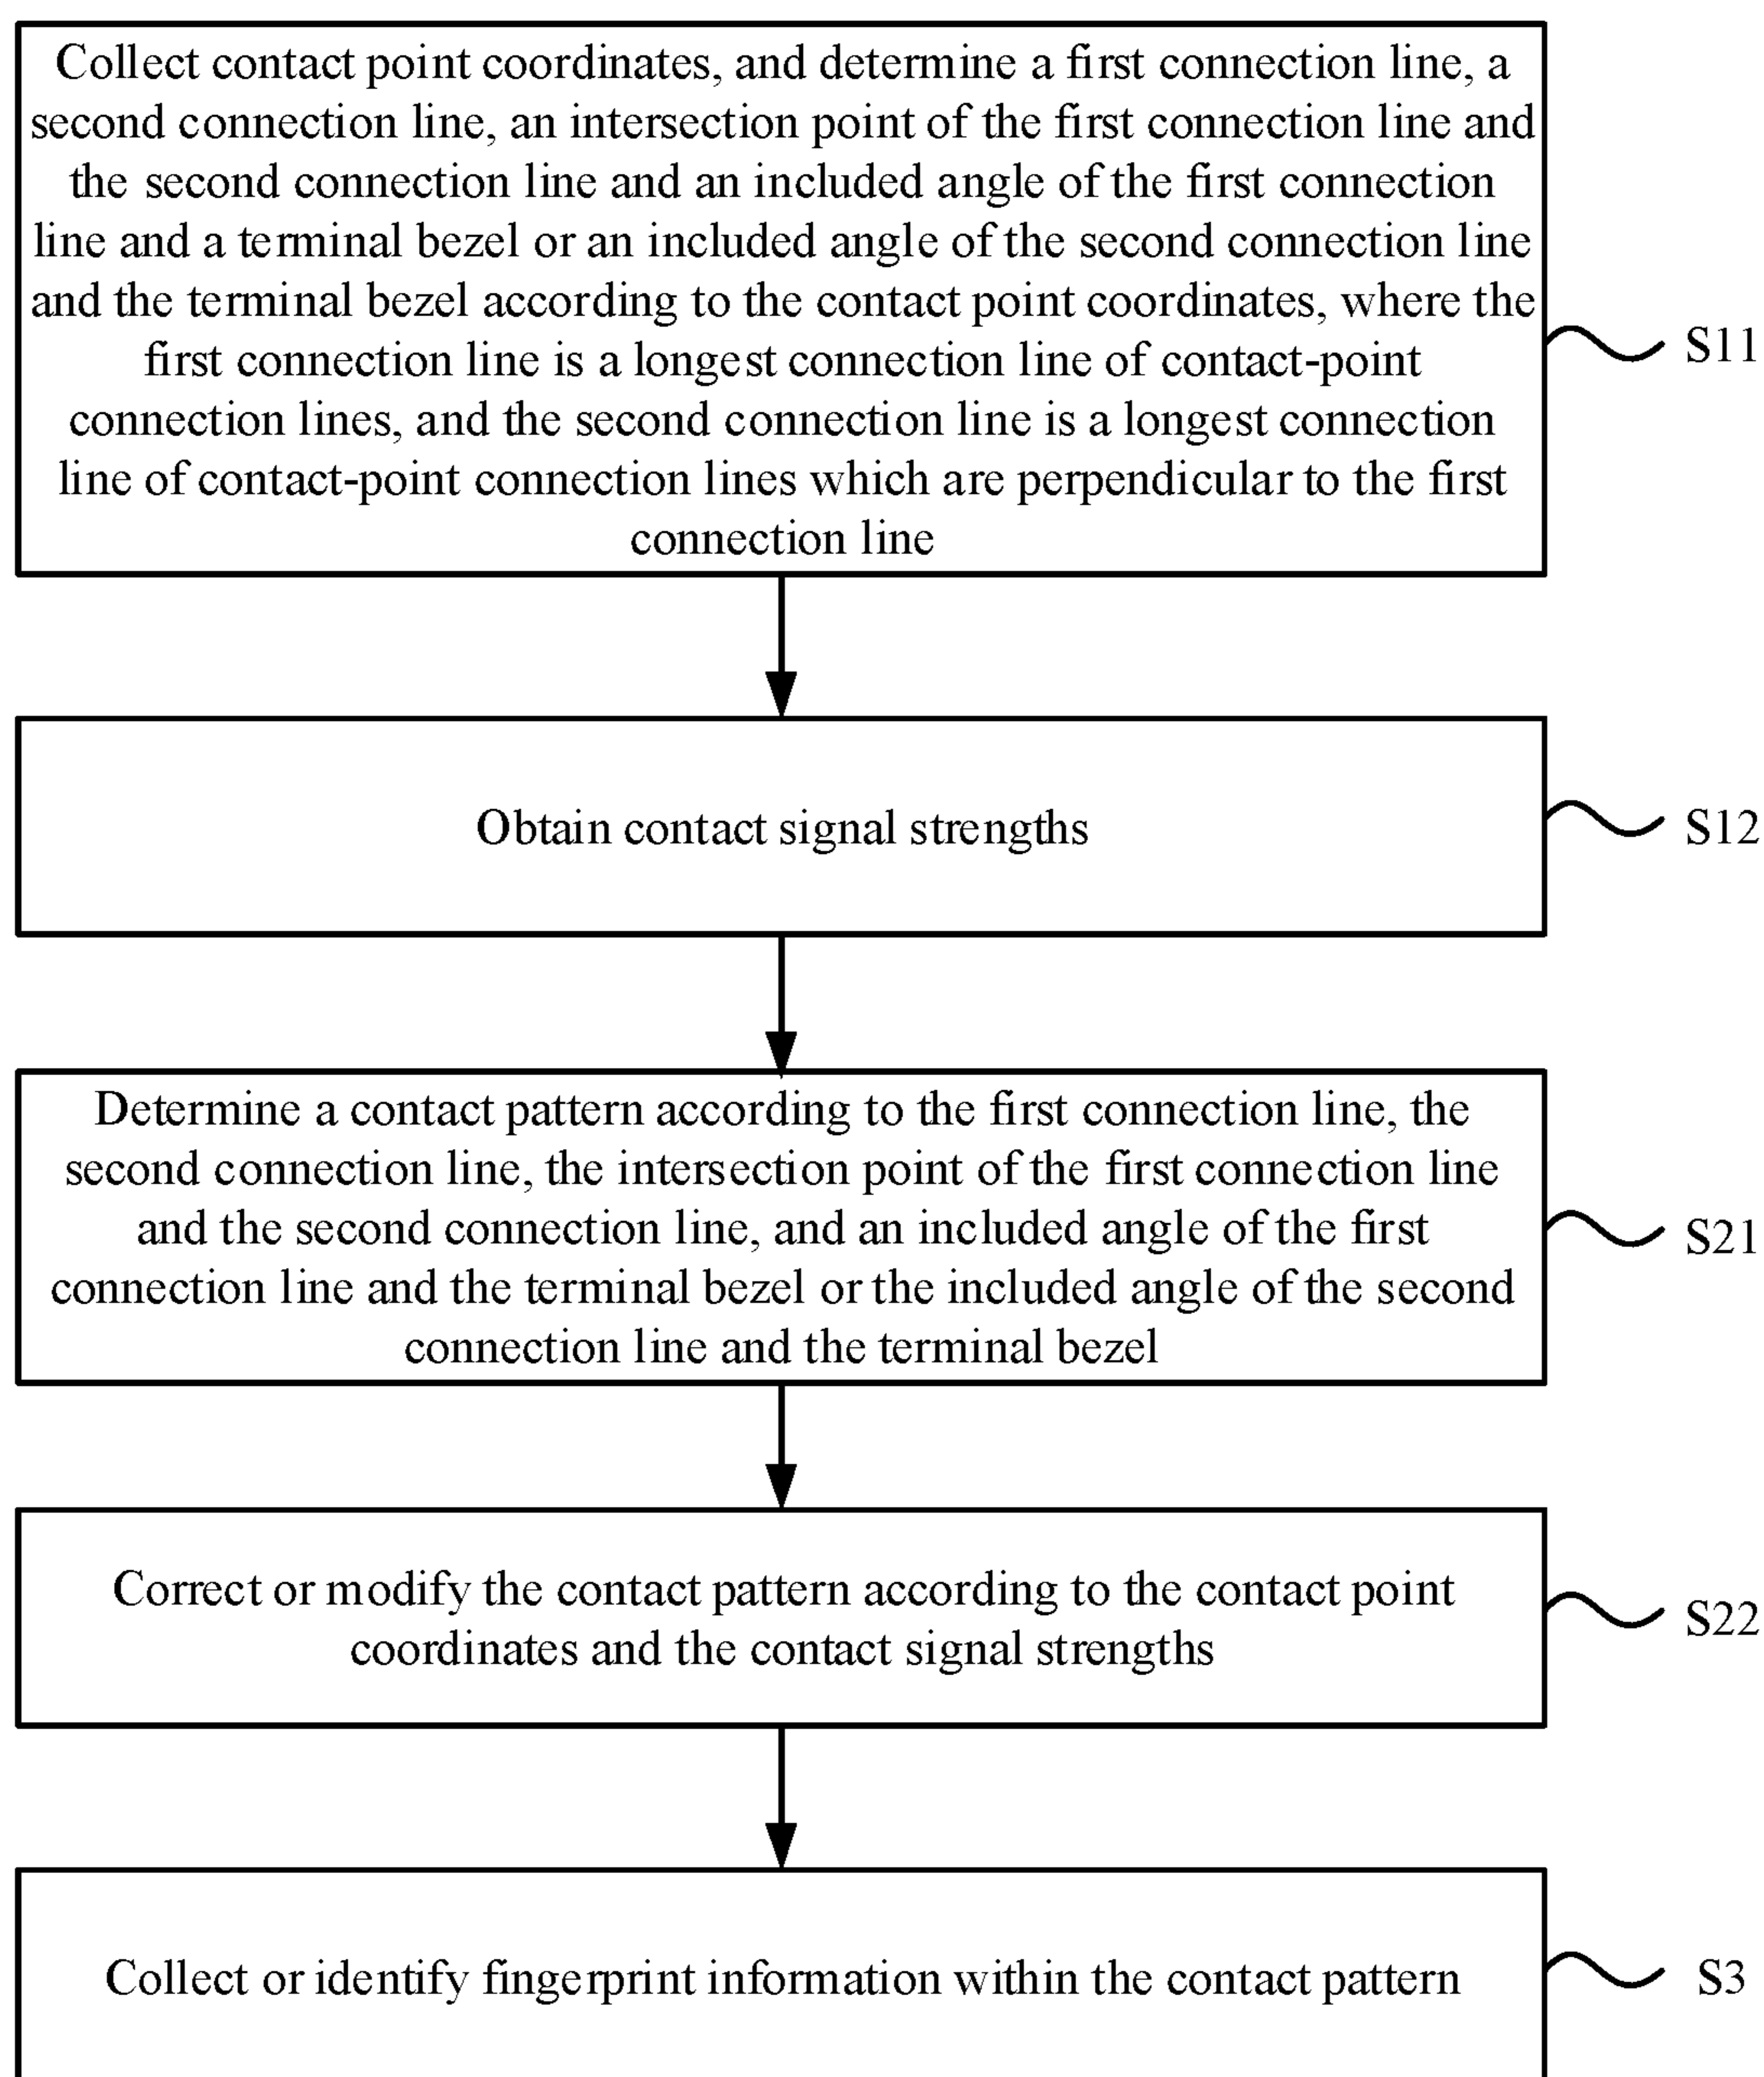 Collect contact point coordinates, and determine a first connection line, a
second connection line, an intersection point of the first connection line and
the second connection line and an included angle of the first connection
line and a terminal bezel or an included angle of the second connection line
and the terminal bezel according to the contact point coordinates, where the
first connection line is a longest connection line of contact-point
connection lines, and the second connection line is a longest connection
line of contact-point connection lines which are perpendicular to the first
connection line
S11
Obtain contact signal strengths
S12
Determine a contact pattern according to the first connection line, the
second connection line, the intersection point of the first connection line
and the second connection line, and an included angle of the first
connection line and the terminal bezel or the included angle of the second
connection line and the terminal bezel
S21
Correct or modify the contact pattern according to the contact point
coordinates and the contact signal strengths
S22
Collect or identify fingerprint information within the contact pattern
S3